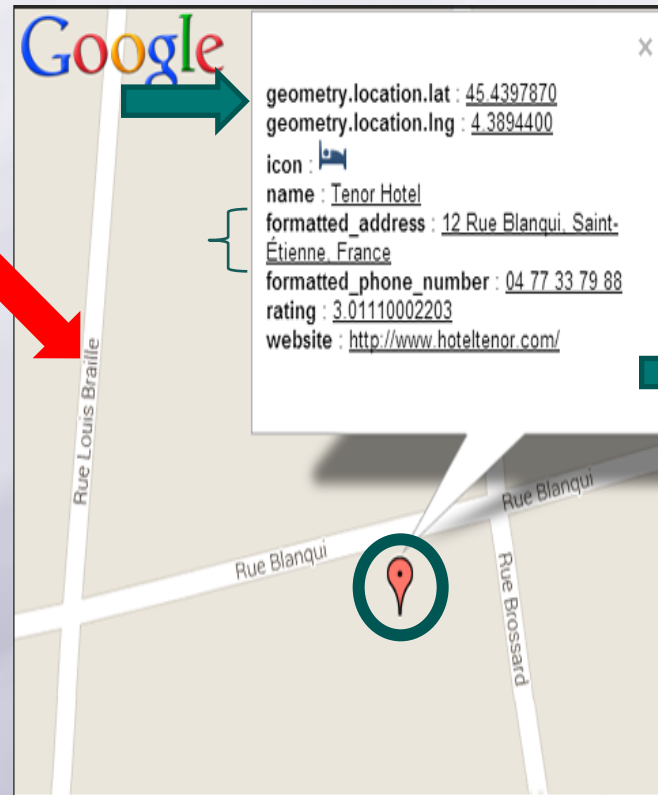 Google
geometry.location.lat : 45.4397870
geometry.location.lng : 4.3894400
icon :
name : Tenor Hotel
formatted_address : 12 Rue Blanqui, Saint-
Étienne, France
formatted_phone_number : 04 77 33 79 88
rating : 3.01110002203
website : http://www.hoteltenor.com/
Rue Louis Braille
Rue Blanqui
Rue Blanqui
Rue Brossard